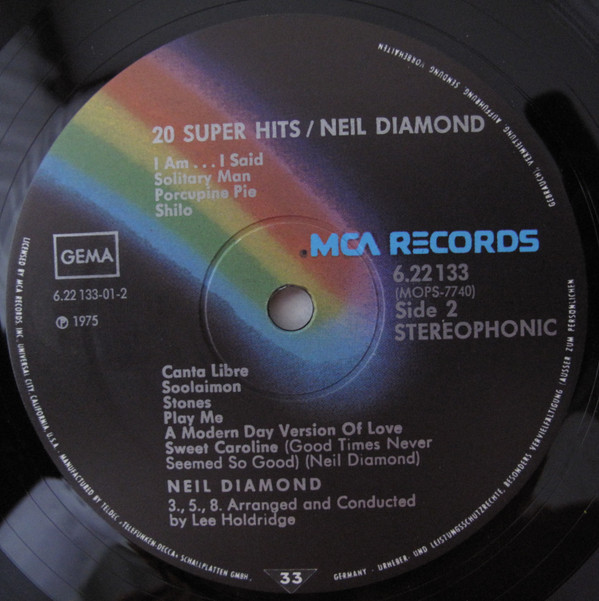 20 SUPER HITS / NEIL DIAMOND
I Am . . . I Said
Solitary Man
Porcupine Pie
Shilo
MCA RECORDS
GEMA
6.22 133-01-2
℗ 1975
6.22133
(MOPS-7740)
Side 2
STEREOPHONIC
Canta Libre
Soolaimon
Stones
Play Me
A Modern Day Version Of Love
Sweet Caroline (Good Times Never
Seemed So Good) (Neil Diamond)
NEIL DIAMOND
3., 5., 8. Arranged and Conducted
by Lee Holdridge
33
LICENSED BY MCA RECORDS, INC. UNIVERSAL CITY, CALIFORNIA, U.S.A. · MANUFACTURED BY TELDEC »TELEFUNKEN-DECCA« SCHALLPLATTEN GMBH.
GERMANY · URHEBER- UND LEISTUNGSSCHUTZRECHTE, BESONDERS VERVIELFÄLTIGUNG (AUSSER ZUM PERSÖNLICHEN
GEBRAUCH), VERMIETUNG, AUFFÜHRUNG, SENDUNG VORBEHALTEN